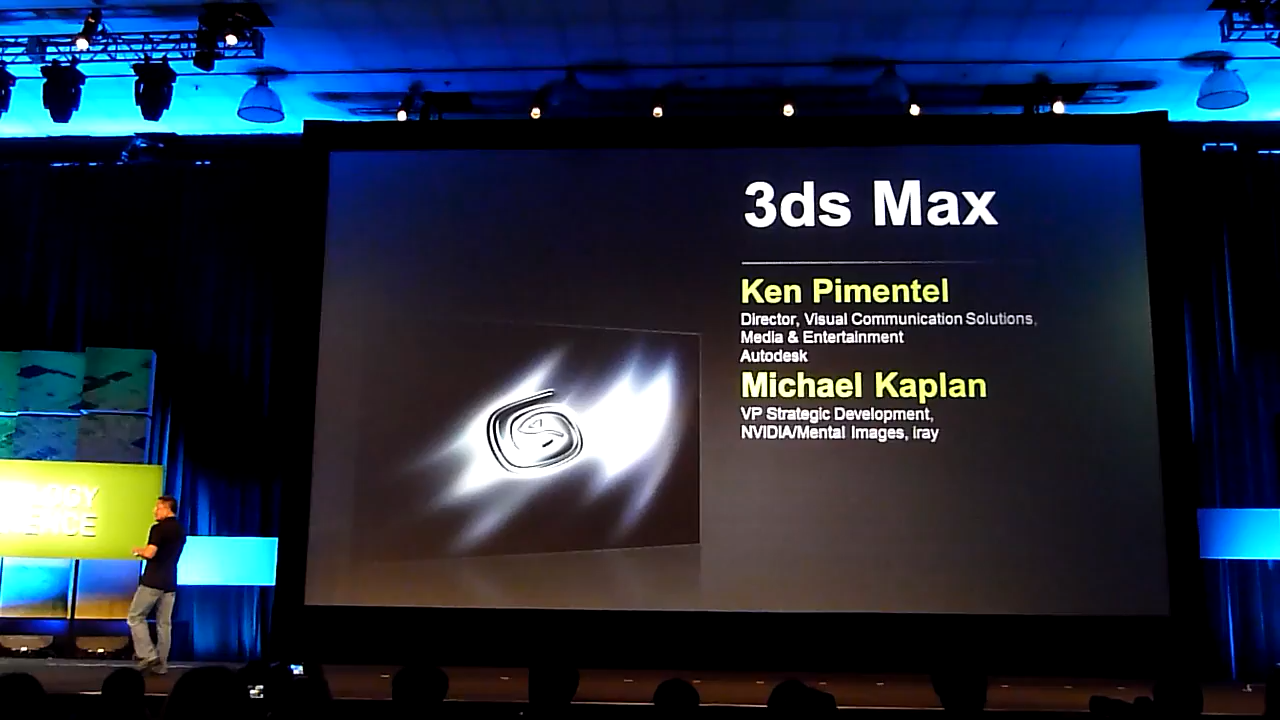 3ds Max
Ken Pimentel
Director, Visual Communication Solutions,
Media & Entertainment
Autodesk
Michael Kaplan
VP Strategic Development,
NVIDIA/Mental Images, iray